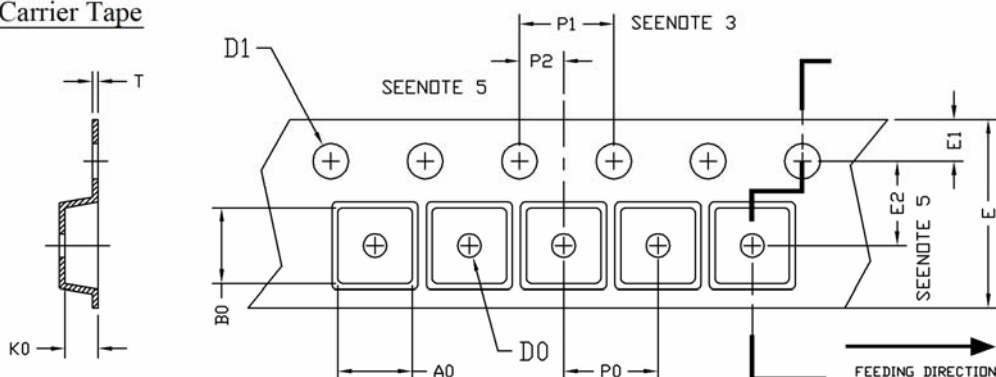 Carrier Tape
P1
SEENOTE 3
D1
P2
T
SEENOTE 5
E1
E2
E
SEENOTE 5
B0
K0
D0
A0
P0
FEEDING DIRECTION